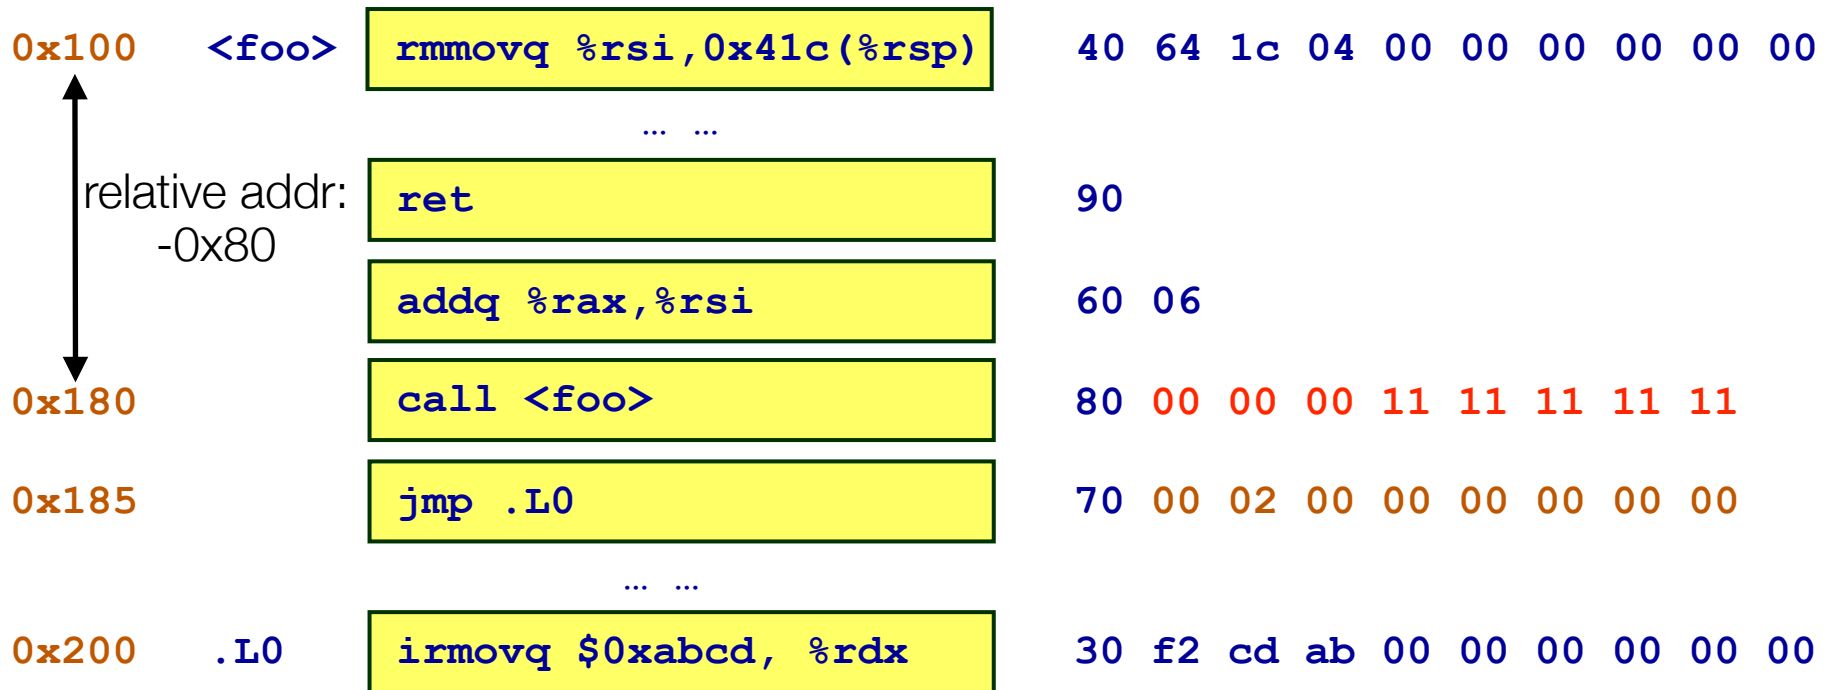 0x100 <foo> rmmovq %rsi,0x41c(%rsp) 40 64 1c 04 00 00 00 00 00 00
… …
relative addr:
-0x80
ret 90
addq %rax,%rsi 60 06
0x180 call <foo> 80 00 00 00 11 11 11 11 11
0x185 jmp .L0 70 00 02 00 00 00 00 00 00
… …
0x200 .L0 irmovq $0xabcd, %rdx 30 f2 cd ab 00 00 00 00 00 00